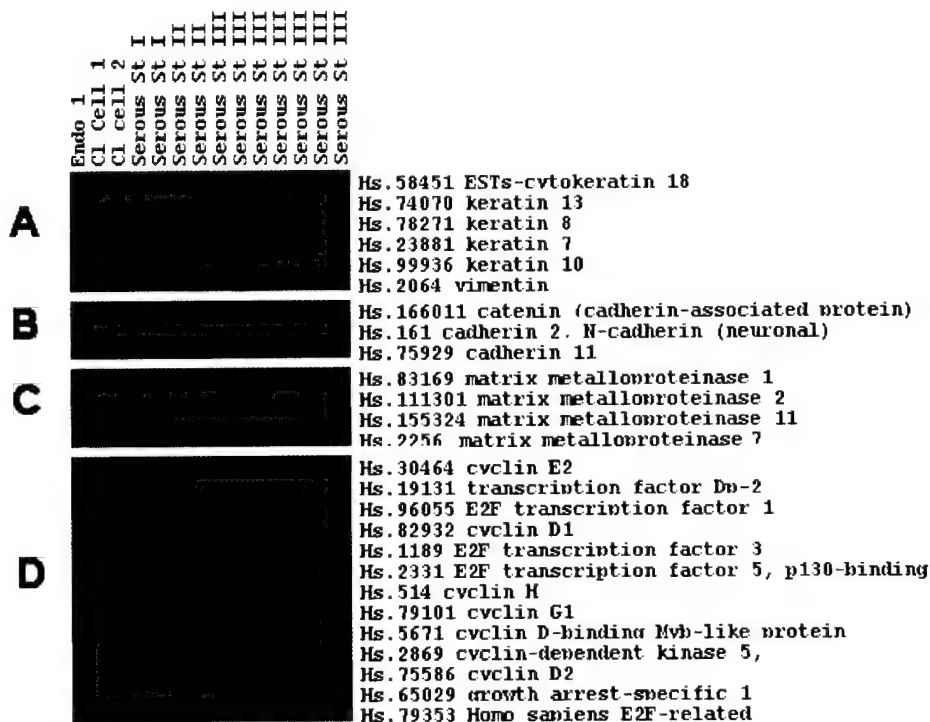 Endo 1
Cl Cell 1
Cl cell 2
Serous St I
Serous St I
Serous St II
Serous St II
Serous St III
Serous St III
Serous St III
Serous St III
Serous St III
Serous St III
Serous St III
A
Hs.58451 ESTs-cytokeratin 18
Hs.74070 keratin 13
Hs.78271 keratin 8
Hs.23881 keratin 7
Hs.99936 keratin 10
Hs.2064 vimentin
B
Hs.166011 catenin (cadherin-associated protein)
Hs.161 cadherin 2, N-cadherin (neuronal)
Hs.75929 cadherin 11
C
Hs.83169 matrix metalloproteinase 1
Hs.111301 matrix metalloproteinase 2
Hs.155324 matrix metalloproteinase 11
Hs.2256 matrix metalloproteinase 7
D
Hs.30464 cyclin E2
Hs.19131 transcription factor Dp-2
Hs.96055 E2F transcription factor 1
Hs.82932 cyclin D1
Hs.1189 E2F transcription factor 3
Hs.2331 E2F transcription factor 5, p130-binding
Hs.514 cyclin H
Hs.79101 cyclin G1
Hs.5671 cyclin D-binding Myb-like protein
Hs.2869 cyclin-dependent kinase 5,
Hs.75586 cyclin D2
Hs.65029 growth arrest-specific 1
Hs.79353 Homo sapiens E2F-related